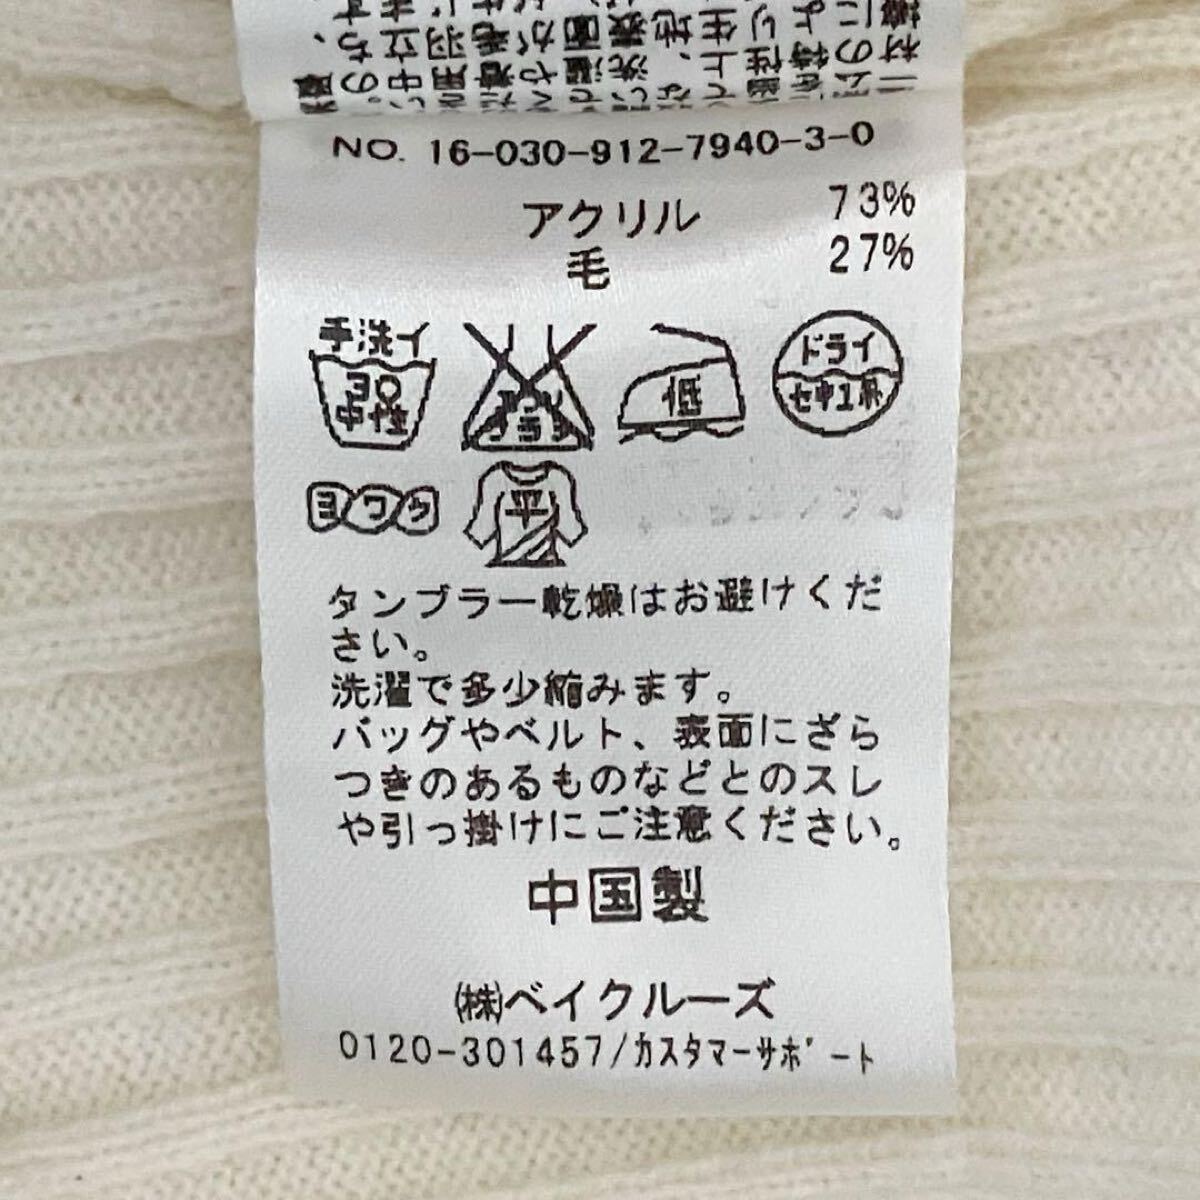 NO. 16-030-912-7940-3-0
アクリル 73%
毛 27%
手洗イ
30
中性
エンソ
サラシ
低
ドライ
セキユ系
ヨワク
平
タンブラー乾燥はお避けくだ
さい。
洗濯で多少縮みます。
バッグやベルト、表面にざら
つきのあるものなどとのスレ
や引っ掛けにご注意ください。
中国製
㈱ベイクルーズ
0120-301457/カスタマーサポート